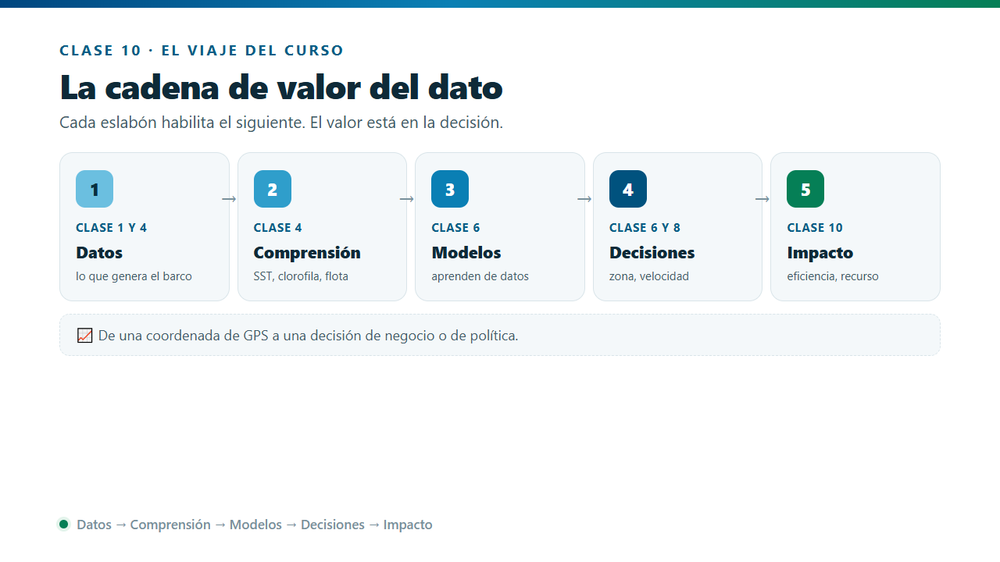 CLASE 10 · EL VIAJE DEL CURSO
La cadena de valor del dato
Cada eslabón habilita el siguiente. El valor está en la decisión.
1
CLASE 1 Y 4
Datos
lo que genera el barco
→
2
CLASE 4
Comprensión
SST, clorofila, flota
→
3
CLASE 6
Modelos
aprenden de datos
→
4
CLASE 6 Y 8
Decisiones
zona, velocidad
→
5
CLASE 10
Impacto
eficiencia, recurso
📈 De una coordenada de GPS a una decisión de negocio o de política.
Datos → Comprensión → Modelos → Decisiones → Impacto